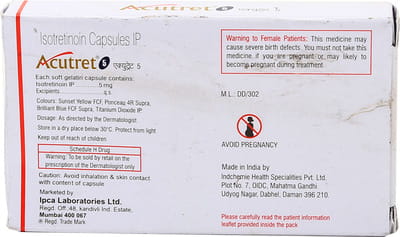 Isotretinoin Capsules IP
Acutret 5 एक्युट्रेट 5
Each soft gelatin capsule contains:
Isotretinoin IP..........5 mg
Excipients..........q.s.
Colours: Sunset Yellow FCF, Ponceau 4R Supra,
Brilliant Blue FCF Supra, Titanium Dioxide IP
Dosage: As directed by the Dermatologist
Store in a dry place below 30°C. Protect from light
Keep out of reach of children
Schedule H Drug
Warning: To be sold by retail on the
prescription of the Dermatologist only
Caution: Avoid inhalation & skin contact
with content of capsule
Marketed by
Ipca Laboratories Ltd.
Regd. Off: 48, kandivli Ind. Estate,
Mumbai 400 067
® Regd. Trade Mark
Warning to Female Patients: This medicine may
cause severe birth defects. You must not take this
medicine if you are pregnant or may likely to
become pregnant during treatment.
M L: DD/302
AVOID PREGNANCY
Made in India by
Indchemie Health Specialities Pvt. Ltd.
Plot No. 7, OIDC, Mahatma Gandhi
Udyog Nagar, Dabhel, Daman 396 210.
Please carefully read the patient information
leaflet provided inside the carton.